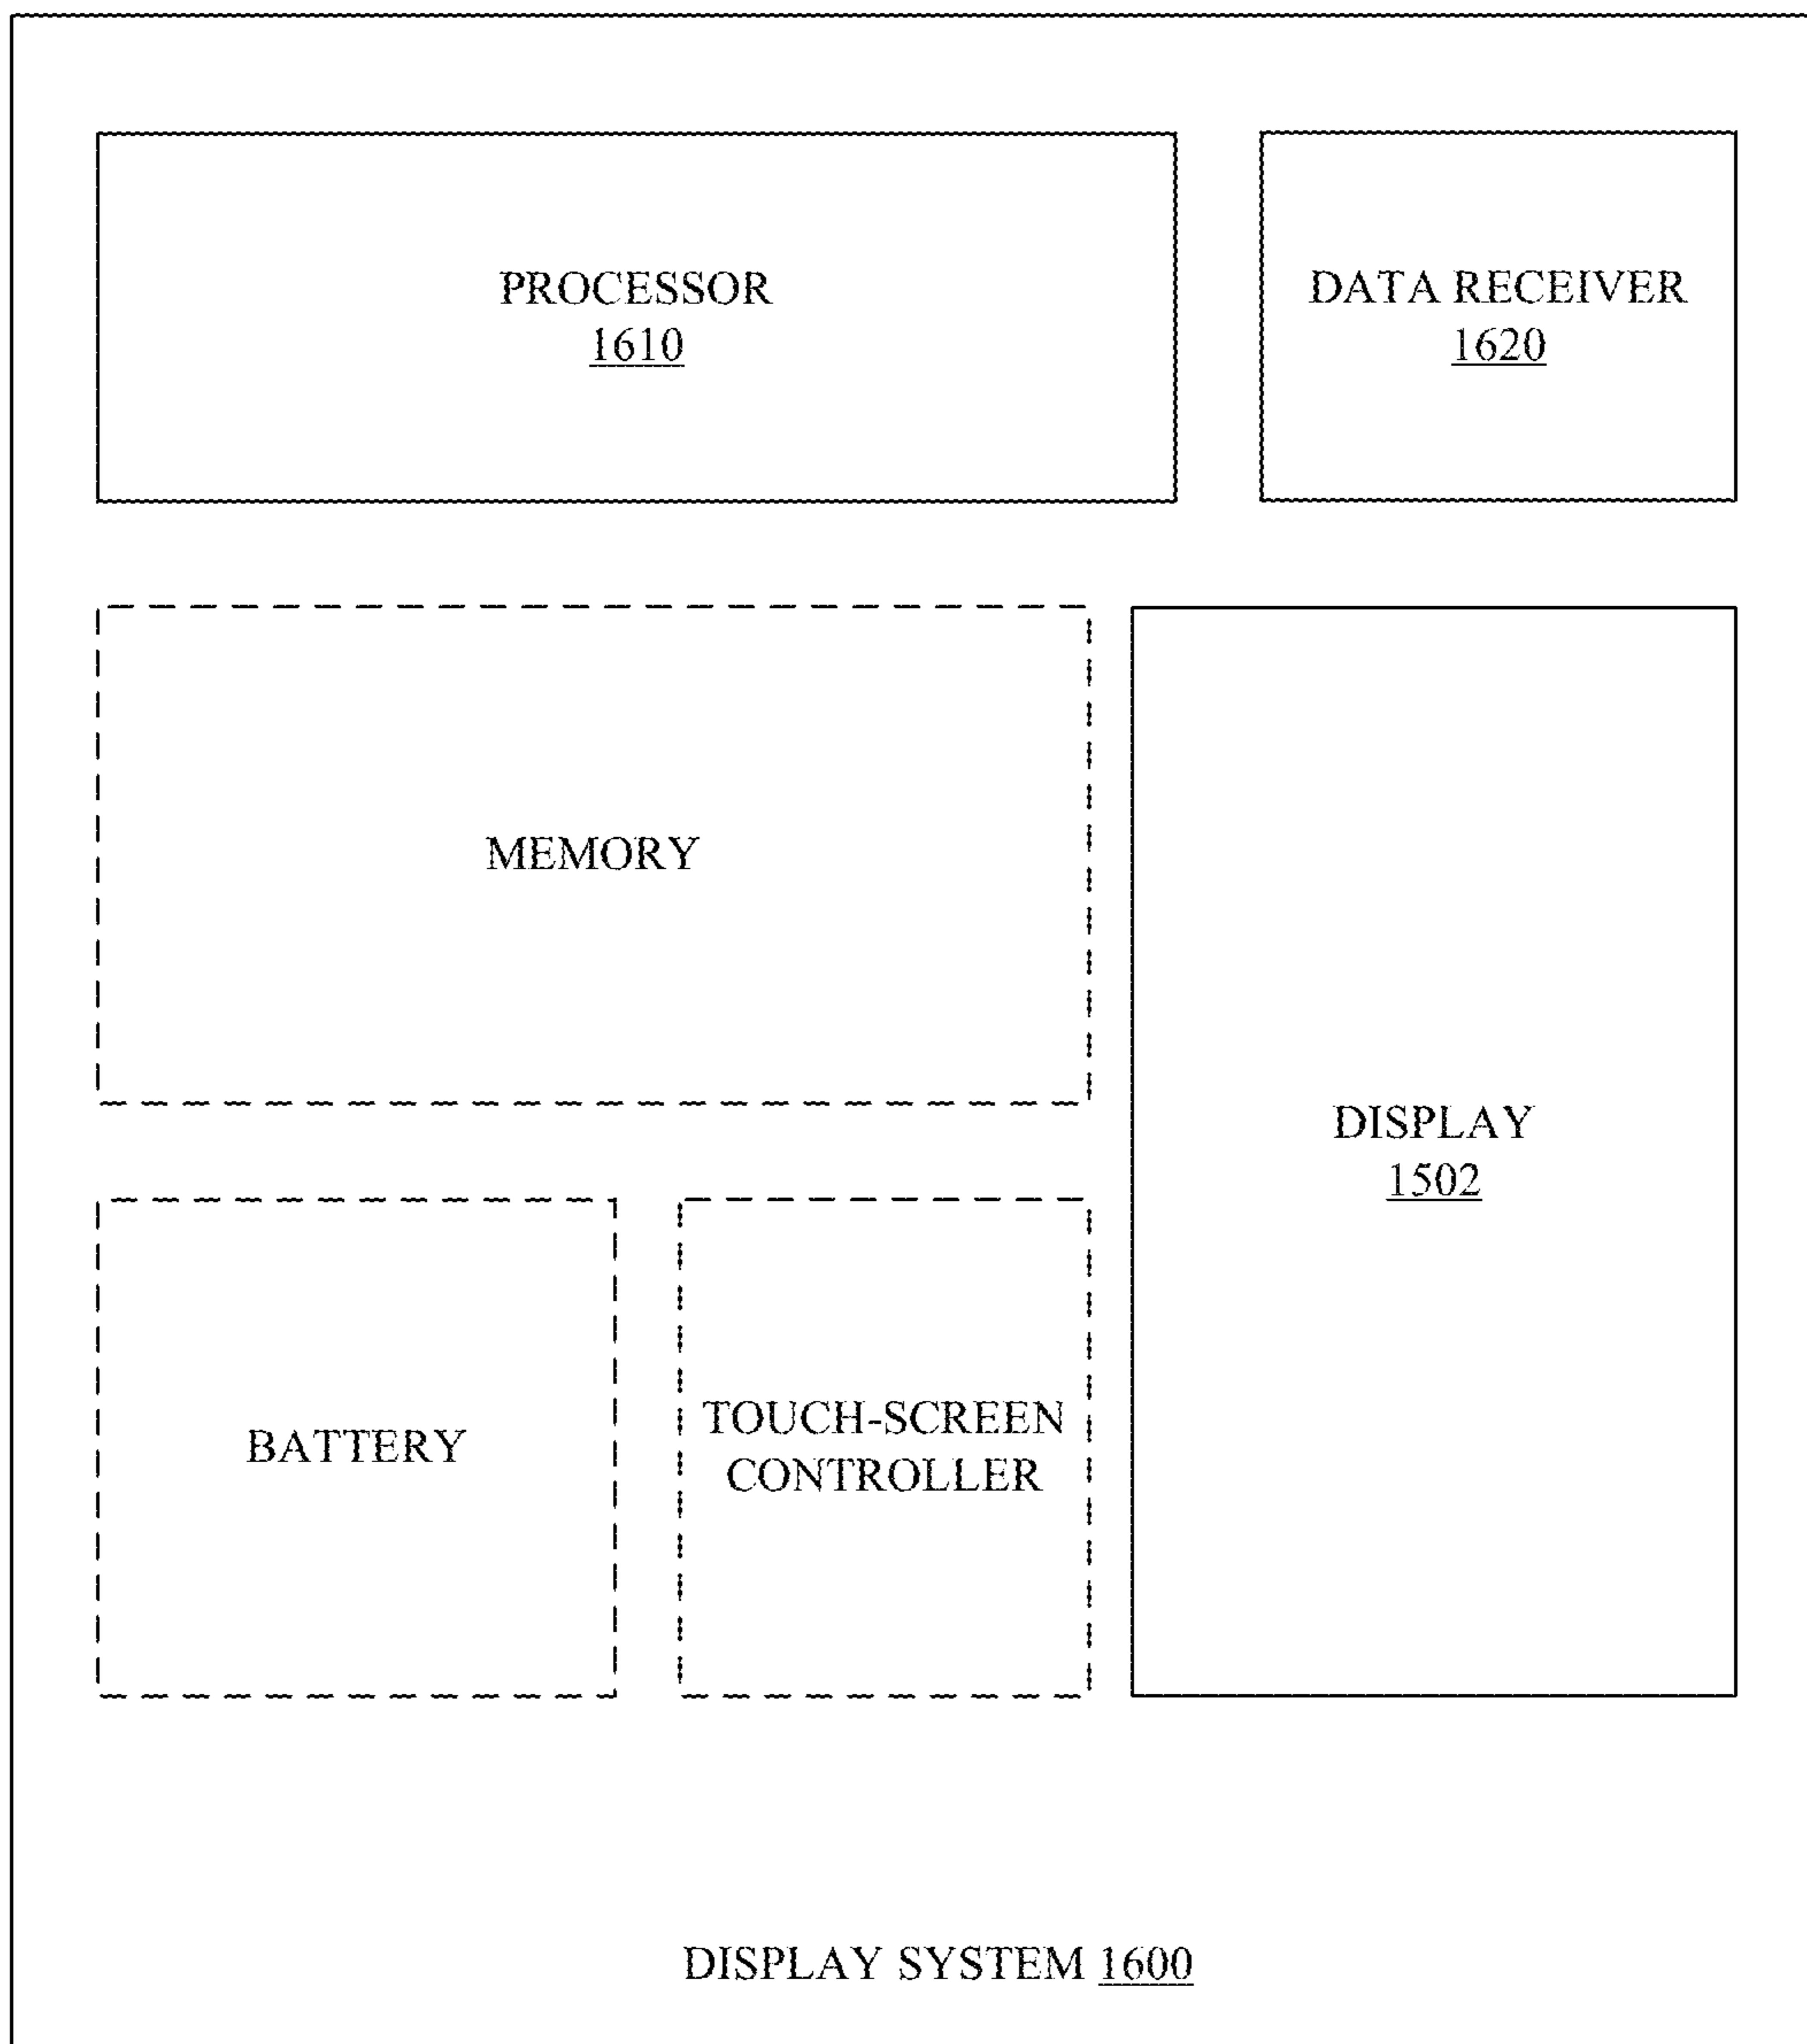 PROCESSOR
1610
DATA RECEIVER
1620
MEMORY
DISPLAY
1502
BATTERY
TOUCH-SCREEN
CONTROLLER
DISPLAY SYSTEM 1600